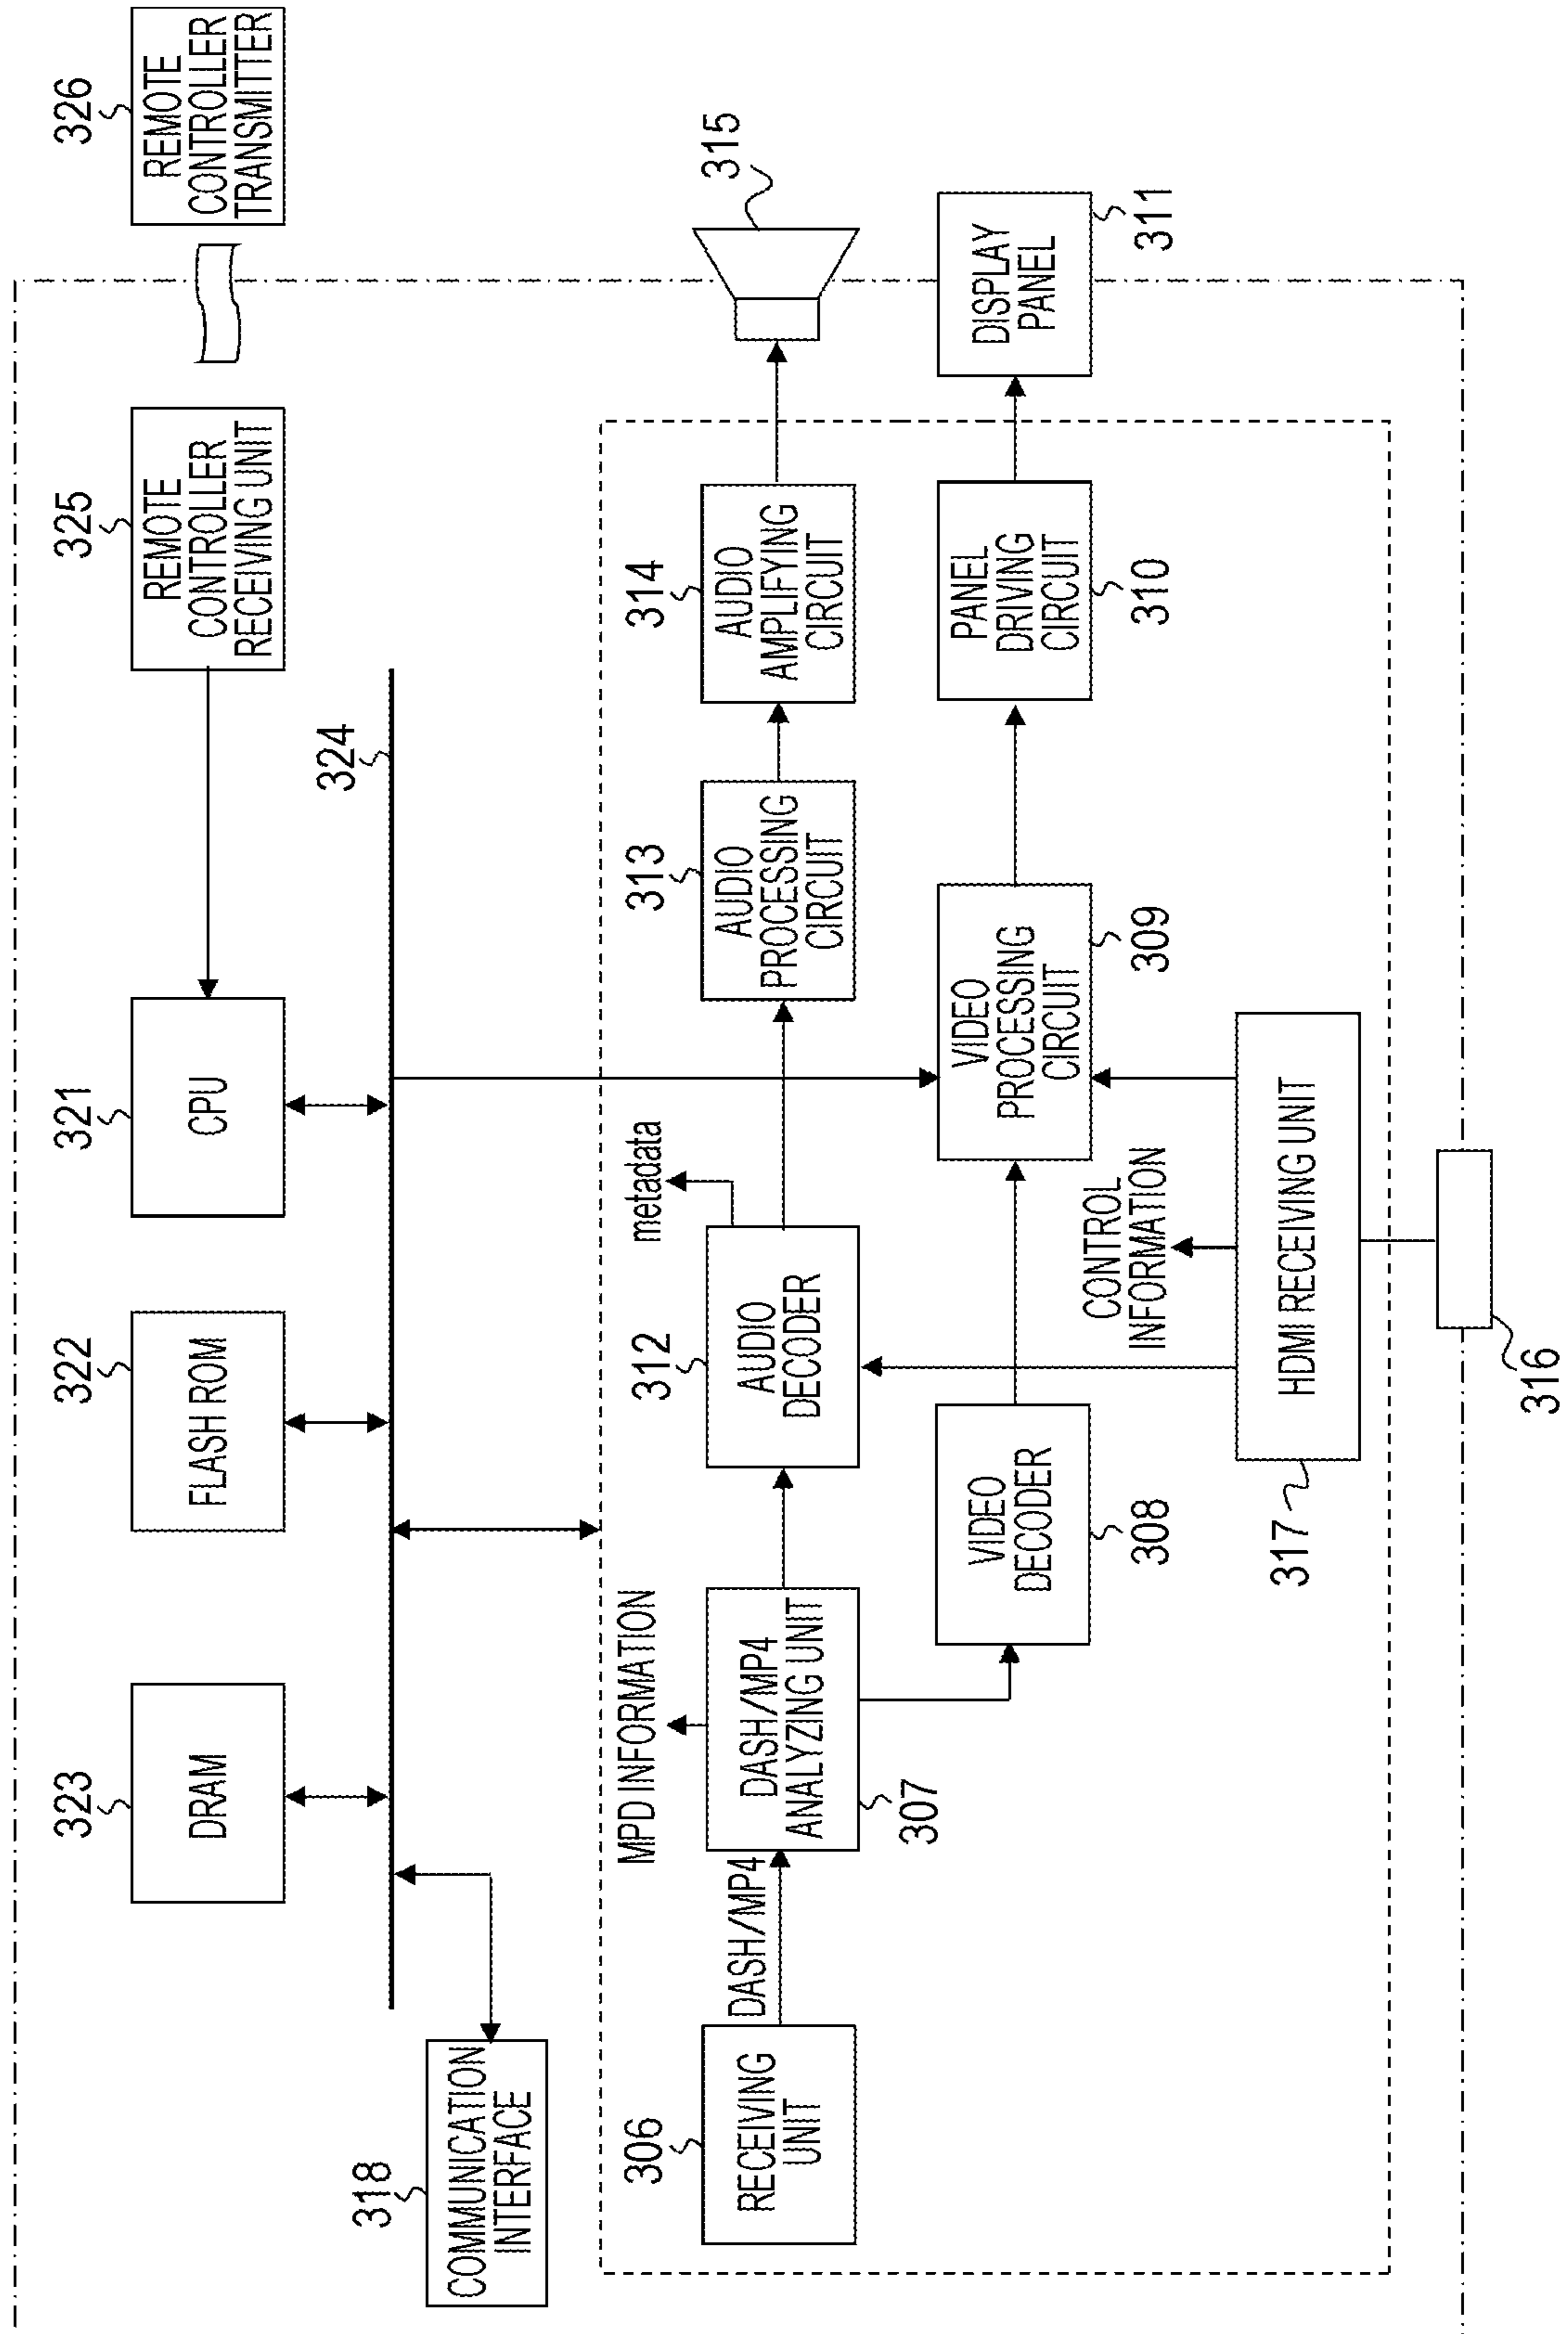 323
DRAM
322
FLASH ROM
321
CPU
325
REMOTE
CONTROLLER
RECEIVING UNIT
326
REMOTE
CONTROLLER
TRANSMITTER
324
318
COMMUNICATION
INTERFACE
306
RECEIVING
UNIT
DASH/MP4
MPD INFORMATION
DASH/MP4
ANALYZING UNIT
307
312
AUDIO
DECODER
metadata
313
AUDIO
PROCESSING
CIRCUIT
314
AUDIO
AMPLIFYING
CIRCUIT
315
VIDEO
DECODER
308
VIDEO
PROCESSING
CIRCUIT
309
PANEL
DRIVING
CIRCUIT
310
DISPLAY
PANEL
311
CONTROL
INFORMATION
HDMI RECEIVING UNIT
317
316